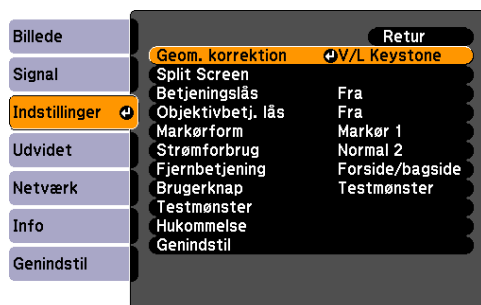 Billede
Signal
Indstillinger
Udvidet
Netværk
Info
Genindstil
Retur
Geom. korrektion V/L Keystone
Split Screen
Betjeningslås Fra
Objektivbetj. lås Fra
Markørform Markør 1
Strømforbrug Normal 2
Fjernbetjening Forside/bagside
Brugerknap Testmønster
Testmønster
Hukommelse
Genindstil